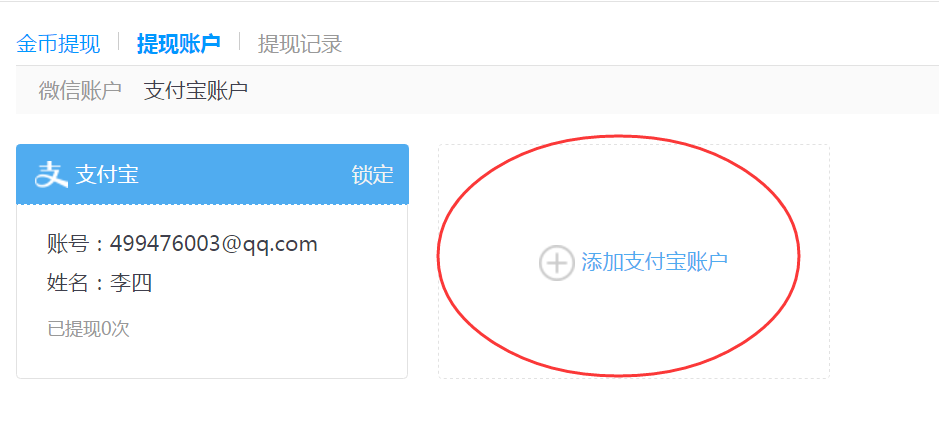 金币提现 提现账户 提现记录
微信账户 支付宝账户
支 支付宝 锁定
账号：499476003@qq.com
姓名：李四
已提现0次
添加支付宝账户